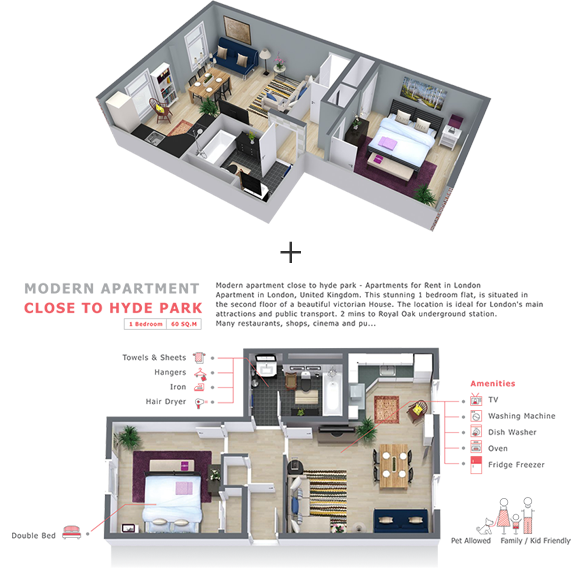 MODERN APARTMENT
CLOSE TO HYDE PARK
1 Bedroom | 60 SQ.M
Modern apartment close to hyde park - Apartments for Rent in London
Apartment in London, United Kingdom. This stunning 1 bedroom flat, is situated in
the second floor of a beautiful victorian House. The location is ideal for London's main
attractions and public transport. 2 mins to Royal Oak underground station.
Many restaurants, shops, cinema and pu...
Towels & Sheets
Hangers
Iron
Hair Dryer
Amenities
TV
Washing Machine
Dish Washer
Oven
Fridge Freezer
Double Bed
Pet Allowed
Family / Kid Friendly